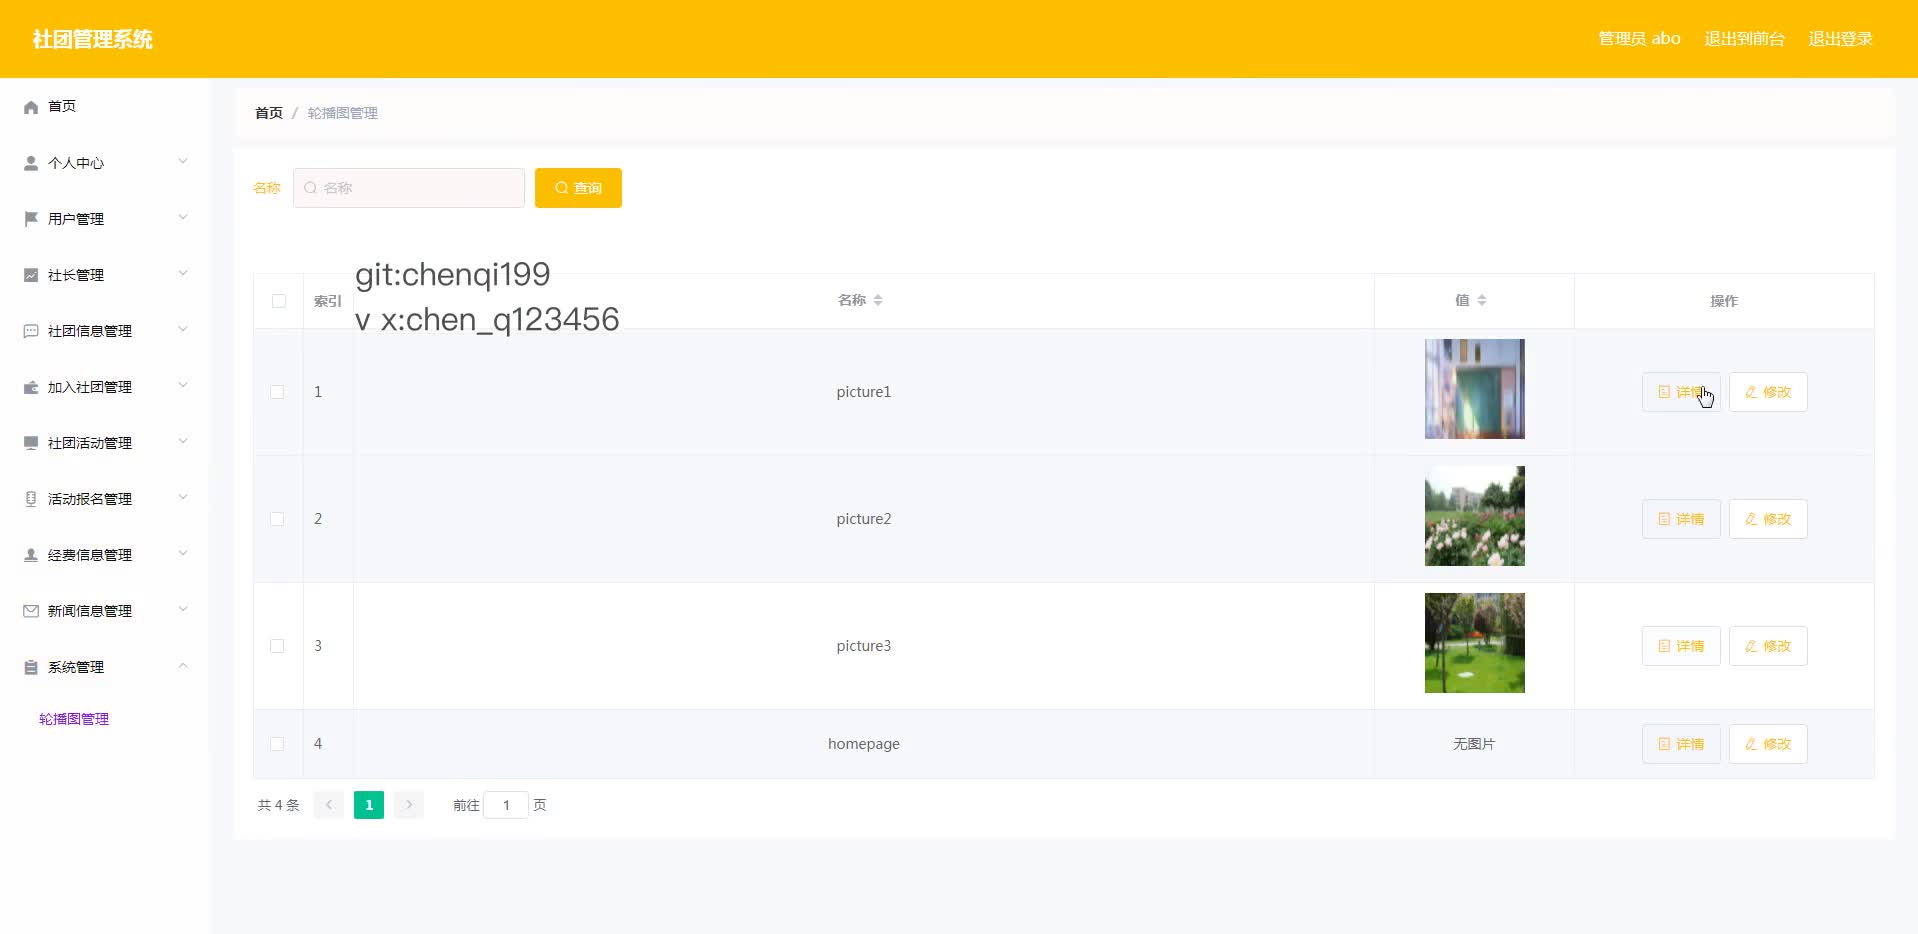 社团管理系统
管理员 abo 退出到前台 退出登录
首页
个人中心
用户管理
社长管理
社团信息管理
加入社团管理
社团活动管理
活动报名管理
经费信息管理
新闻信息管理
系统管理
轮播图管理
首页 / 轮播图管理
名称 名称 查询
git:chenqi199
v x:chen_q123456
索引 名称 值 操作
1 picture1 详情 修改
2 picture2 详情 修改
3 picture3 详情 修改
4 homepage 无图片 详情 修改
共 4 条 1 前往 1 页